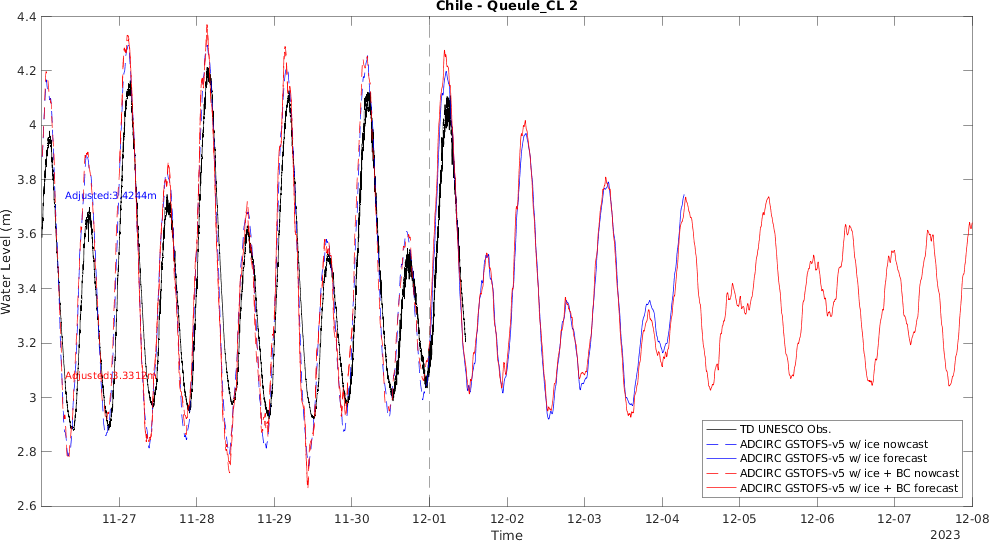 Chile - Queule_CL 2
4.4
4.2
4
3.8
3.6
3.4
3.2
3
2.8
2.6
Water Level (m)
Adjusted:3.4244m
Adjusted:3.3312m
TD UNESCO Obs.
ADCIRC GSTOFS-v5 w/ ice nowcast
ADCIRC GSTOFS-v5 w/ ice forecast
ADCIRC GSTOFS-v5 w/ ice + BC nowcast
ADCIRC GSTOFS-v5 w/ ice + BC forecast
11-27 11-28 11-29 11-30 12-01 12-02 12-03 12-04 12-05 12-06 12-07 12-08
Time
2023